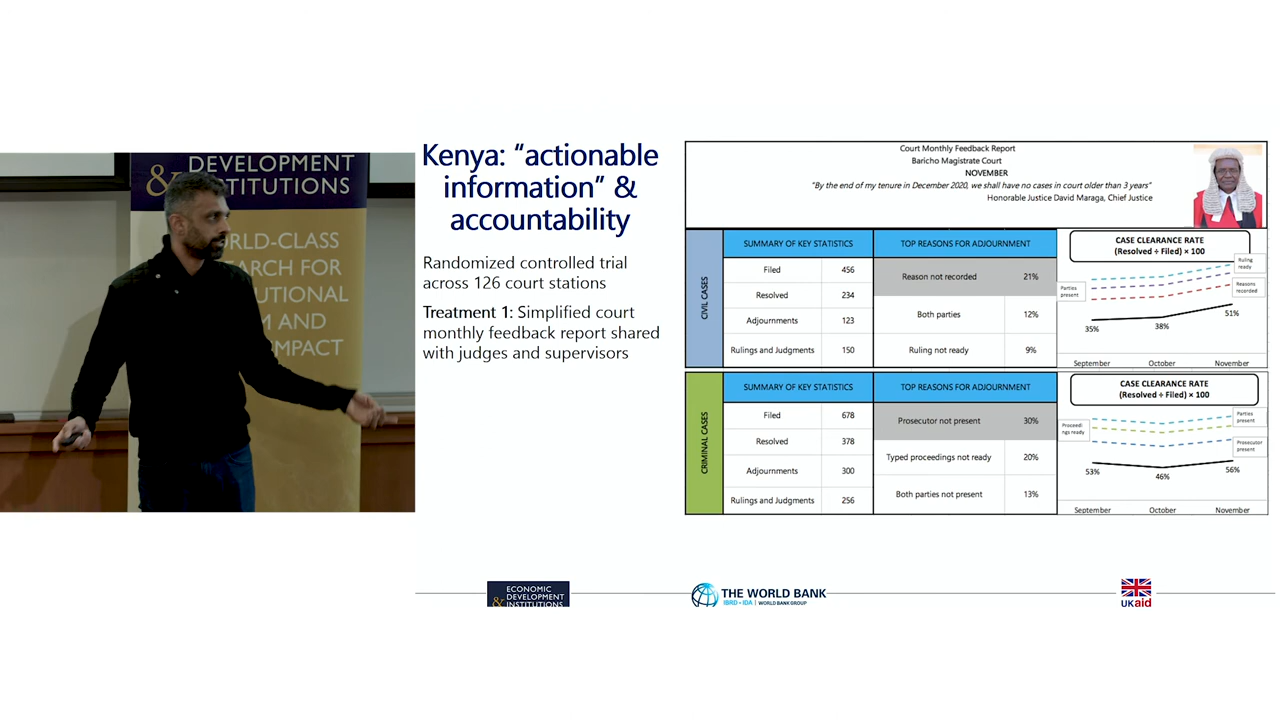 DEVELOPMENT
& 
STITUTIONS
ORLD-CLASS
ARCH FOR
UTIONAL
M AND
MPACT
Kenya: “actionable
information” &
accountability
Randomized controlled trial
across 126 court stations
Treatment 1: Simplified court
monthly feedback report shared
with judges and supervisors
Court Monthly Feedback Report
Baricho Magistrate Court
NOVEMBER
"By the end of my tenure in December 2020, we shall have no cases in court older than 3 years"
Honorable Justice David Maraga, Chief Justice
CIVIL CASES
SUMMARY OF KEY STATISTICS
Filed 456
Resolved 234
Adjournments 123
Rulings and Judgments 150
TOP REASONS FOR ADJOURNMENT
Reason not recorded 21%
Both parties 12%
Ruling not ready 9%
CASE CLEARANCE RATE
(Resolved ÷ Filed) × 100
Ruling
ready
Parties
present
Reasons
recorded
35% 38% 51%
September October November
CRIMINAL CASES
SUMMARY OF KEY STATISTICS
Filed 678
Resolved 378
Adjournments 300
Rulings and Judgments 256
TOP REASONS FOR ADJOURNMENT
Prosecutor not present 30%
Typed proceedings not ready 20%
Both parties not present 13%
CASE CLEARANCE RATE
(Resolved ÷ Filed) × 100
Parties
present
Proceedi
ngs ready
Prosecutor
present
53% 46% 56%
September October November
ECONOMIC
DEVELOPMENT
& INSTITUTIONS
THE WORLD BANK
IBRD • IDA | WORLD BANK GROUP
UKaid